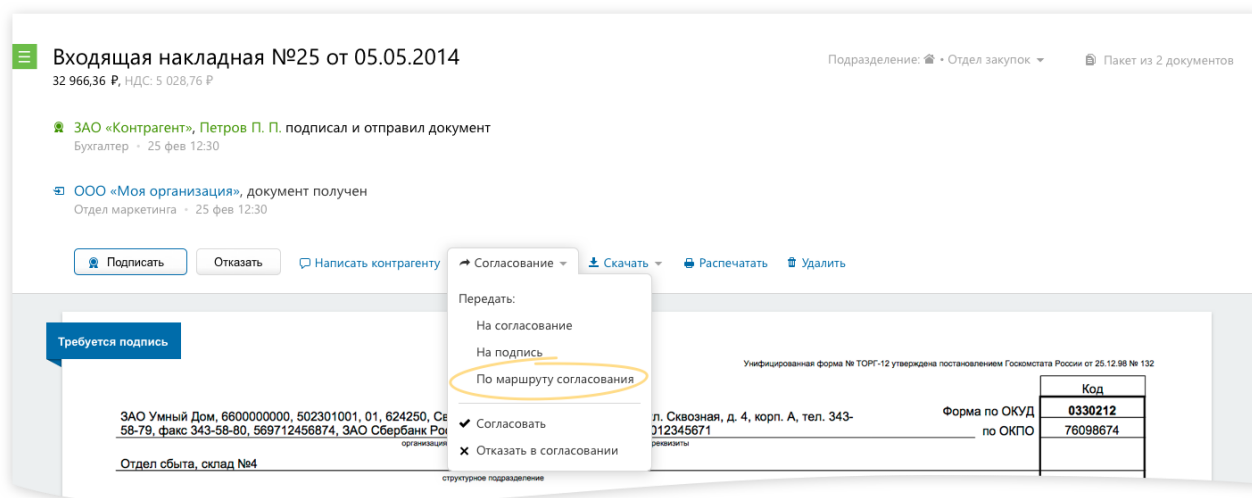 Входящая накладная №25 от 05.05.2014
32 966,36 ₽, НДС: 5 028,76 ₽
Подразделение: • Отдел закупок
Пакет из 2 документов
ЗАО «Контрагент», Петров П. П. подписал и отправил документ
Бухгалтер • 25 фев 12:30
ООО «Моя организация», документ получен
Отдел маркетинга • 25 фев 12:30
Подписать Отказать Написать контрагенту Согласование Скачать Распечатать Удалить
Передать:
На согласование
На подпись
По маршруту согласования
Согласовать
Отказать в согласовании
Требуется подпись
Унифицированная форма № ТОРГ-12 утверждена постановлением Госкомстата России от 25.12.98 № 132
Код
Форма по ОКУД 0330212
по ОКПО 76098674
ЗАО Умный Дом, 6600000000, 502301001, 01, 624250, Св л. Сквозная, д. 4, корп. А, тел. 343-
58-79, факс 343-58-80, 569712456874, ЗАО Сбербанк Рос 012345671
организация реквизиты
Отдел сбыта, склад №4
структурное подразделение